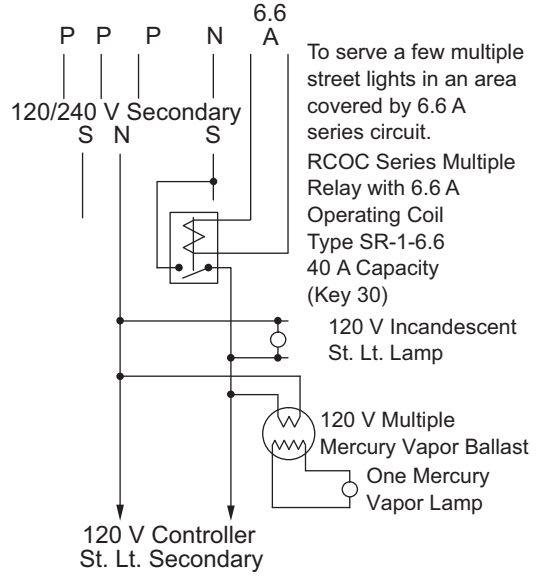 6.6
P P P N A
120/240 V Secondary
S N S
To serve a few multiple
street lights in an area
covered by 6.6 A
series circuit.
RCOC Series Multiple
Relay with 6.6 A
Operating Coil
Type SR-1-6.6
40 A Capacity
(Key 30)
120 V Incandescent
St. Lt. Lamp
120 V Multiple
Mercury Vapor Ballast
One Mercury
Vapor Lamp
120 V Controller
St. Lt. Secondary